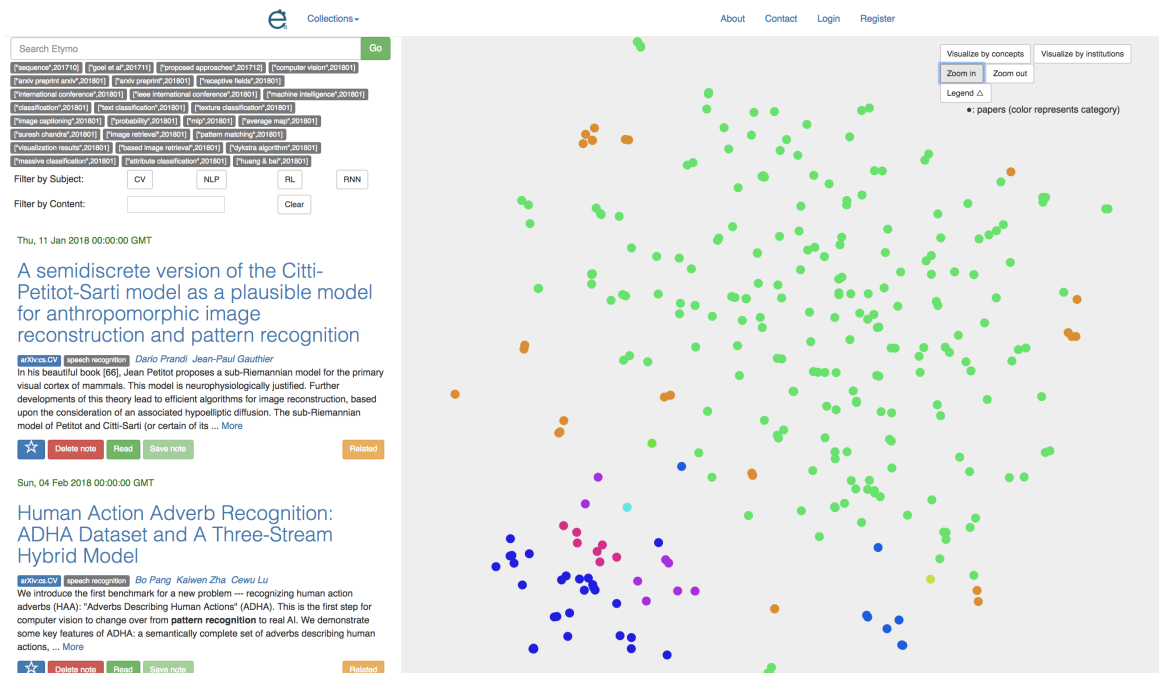 Collections
About Contact Login Register
Search Etymo Go
["sequence",201710] ["goel et al",201711] ["proposed approaches",201712] ["computer vision",201801]
["arxiv preprint arxiv",201801] ["arxiv preprint",201801] ["receptive fields",201801]
["international conference",201801] ["ieee international conference",201801] ["machine intelligence",201801]
["classification",201801] ["text classification",201801] ["texture classification",201801]
["image captioning",201801] ["probability",201801] ["mlp",201801] ["average map",201801]
["suresh chandra",201801] ["image retrieval",201801] ["pattern matching",201801]
["visualization results",201801] ["based image retrieval",201801] ["dykstra algorithm",201801]
["massive classification",201801] ["attribute classification",201801] ["huang & bai",201801]
Filter by Subject: CV NLP RL RNN
Filter by Content: Clear
Thu, 11 Jan 2018 00:00:00 GMT
A semidiscrete version of the Citti-
Petitot-Sarti model as a plausible model
for anthropomorphic image
reconstruction and pattern recognition
arXiv:cs.CV speech recognition Dario Prandi Jean-Paul Gauthier
In his beautiful book [66], Jean Petitot proposes a sub-Riemannian model for the primary
visual cortex of mammals. This model is neurophysiologically justified. Further
developments of this theory lead to efficient algorithms for image reconstruction, based
upon the consideration of an associated hypoelliptic diffusion. The sub-Riemannian
model of Petitot and Citti-Sarti (or certain of its ... More
Delete note Read Save note Related
Sun, 04 Feb 2018 00:00:00 GMT
Human Action Adverb Recognition:
ADHA Dataset and A Three-Stream
Hybrid Model
arXiv:cs.CV speech recognition Bo Pang Kaiwen Zha Cewu Lu
We introduce the first benchmark for a new problem --- recognizing human action
adverbs (HAA): "Adverbs Describing Human Actions" (ADHA). This is the first step for
computer vision to change over from pattern recognition to real AI. We demonstrate
some key features of ADHA: a semantically complete set of adverbs describing human
actions, ... More
Delete note Read Save note Related
Visualize by concepts Visualize by institutions
Zoom in Zoom out
Legend △
●: papers (color represents category)